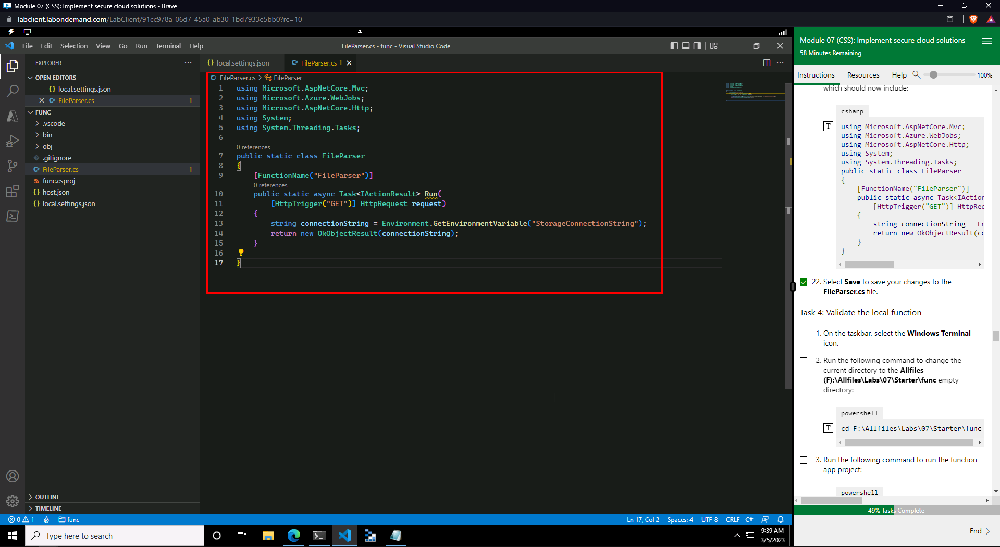 Module 07 (CSS): Implement secure cloud solutions - Brave
labclient.labondemand.com/LabClient/91cc978a-06d7-45a0-ab30-1bd7933e5bb0?rc=10
File Edit Selection View Go Run Terminal Help
FileParser.cs - func - Visual Studio Code
EXPLORER
OPEN EDITORS
local.settings.json
FileParser.cs 1
FUNC
.vscode
bin
obj
.gitignore
FileParser.cs 1
func.csproj
host.json
local.settings.json
OUTLINE
TIMELINE
local.settings.json
FileParser.cs 1
FileParser.cs > FileParser
1 using Microsoft.AspNetCore.Mvc;
2 using Microsoft.Azure.WebJobs;
3 using Microsoft.AspNetCore.Http;
4 using System;
5 using System.Threading.Tasks;
6
0 references
7 public static class FileParser
8 {
9 [FunctionName("FileParser")]
0 references
10 public static async Task<IActionResult> Run(
11 [HttpTrigger("GET")] HttpRequest request)
12 {
13 string connectionString = Environment.GetEnvironmentVariable("StorageConnectionString");
14 return new OkObjectResult(connectionString);
15 }
16
17 }
0 1 func
Ln 17, Col 2 Spaces: 4 UTF-8 CRLF C#
Type here to search
9:39 AM
3/5/2023
Module 07 (CSS): Implement secure cloud solutions
58 Minutes Remaining
Instructions Resources Help 100%
which should now include:
csharp
T
using Microsoft.AspNetCore.Mvc;
using Microsoft.Azure.WebJobs;
using Microsoft.AspNetCore.Http;
using System;
using System.Threading.Tasks;
public static class FileParser
{
[FunctionName("FileParser")]
public static async Task<IAction
[HttpTrigger("GET")] HttpRec
{
string connectionString = Er
return new OkObjectResult(cc
}
}
22. Select Save to save your changes to the
FileParser.cs file.
Task 4: Validate the local function
1. On the taskbar, select the Windows Terminal
icon.
2. Run the following command to change the
current directory to the Allfiles
(F):\Allfiles\Labs\07\Starter\func empty
directory:
powershell
T
cd F:\Allfiles\Labs\07\Starter\func
3. Run the following command to run the function
app project:
powershell
49% Tasks Complete
End